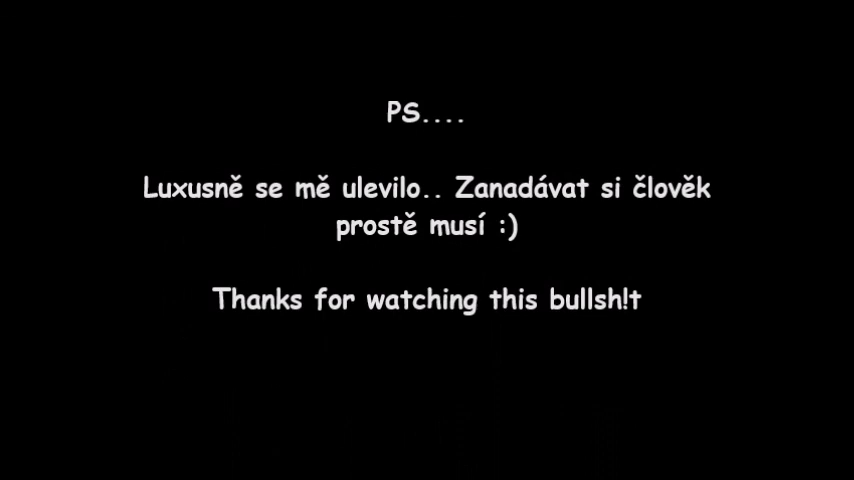 PS....
Luxusně se mě ulevilo.. Zanadávat si člověk
prostě musí :)
Thanks for watching this bullsh!t